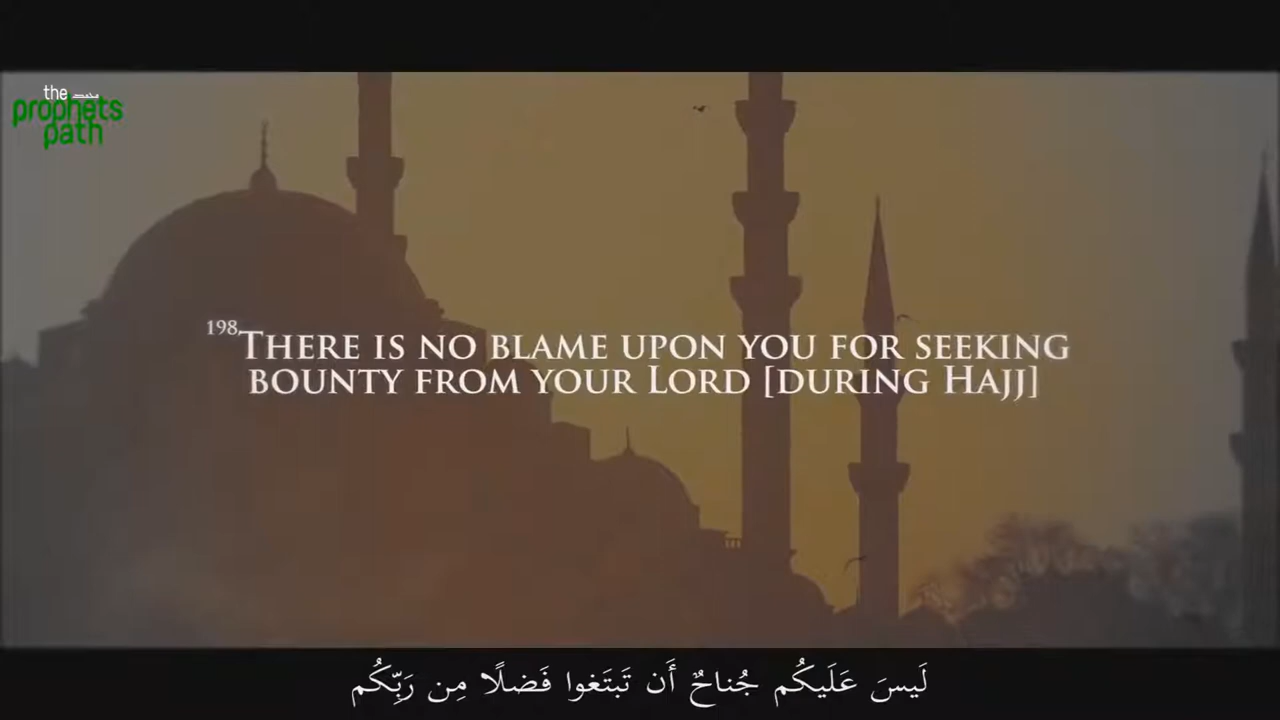 the
prophets
path
198 There is no blame upon you for seeking
bounty from your Lord [during Hajj]
لَيسَ عَلَيكُم جُناحٌ أَن تَبتَغوا فَضلًا مِن رَبِّكُم